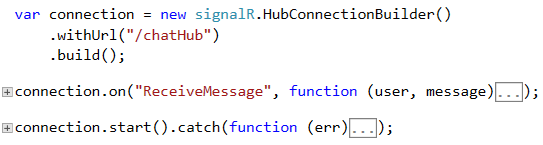 var connection = new signalR.HubConnectionBuilder()
    .withUrl("/chatHub")
    .build();
connection.on("ReceiveMessage", function (user, message)...);
connection.start().catch(function (err)...);